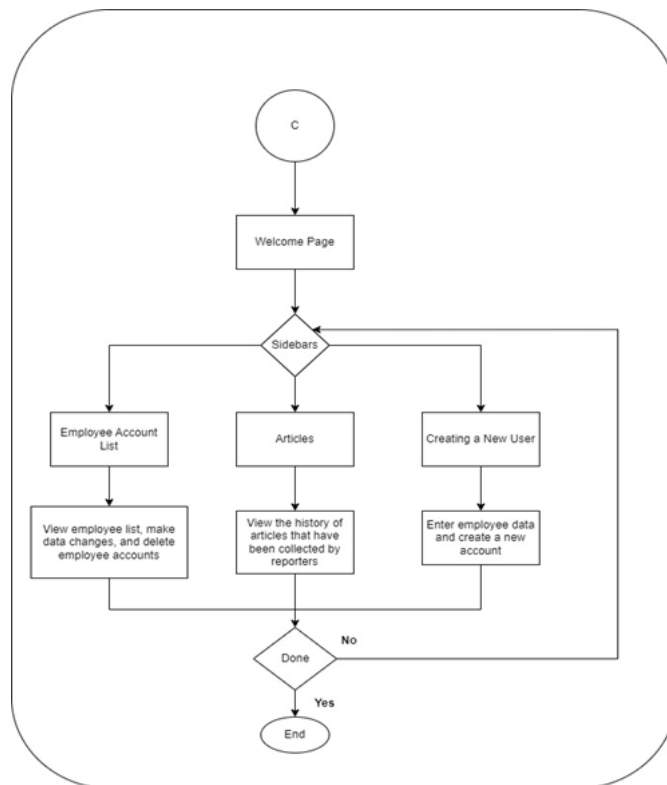 C
Welcome Page
Sidebars
Employee Account
List
Articles
Creating a New User
View employee list, make
data changes, and delete
employee accounts
View the history of
articles that have
been collected by
reporters
Enter employee data
and create a new
account
No
Done
Yes
End